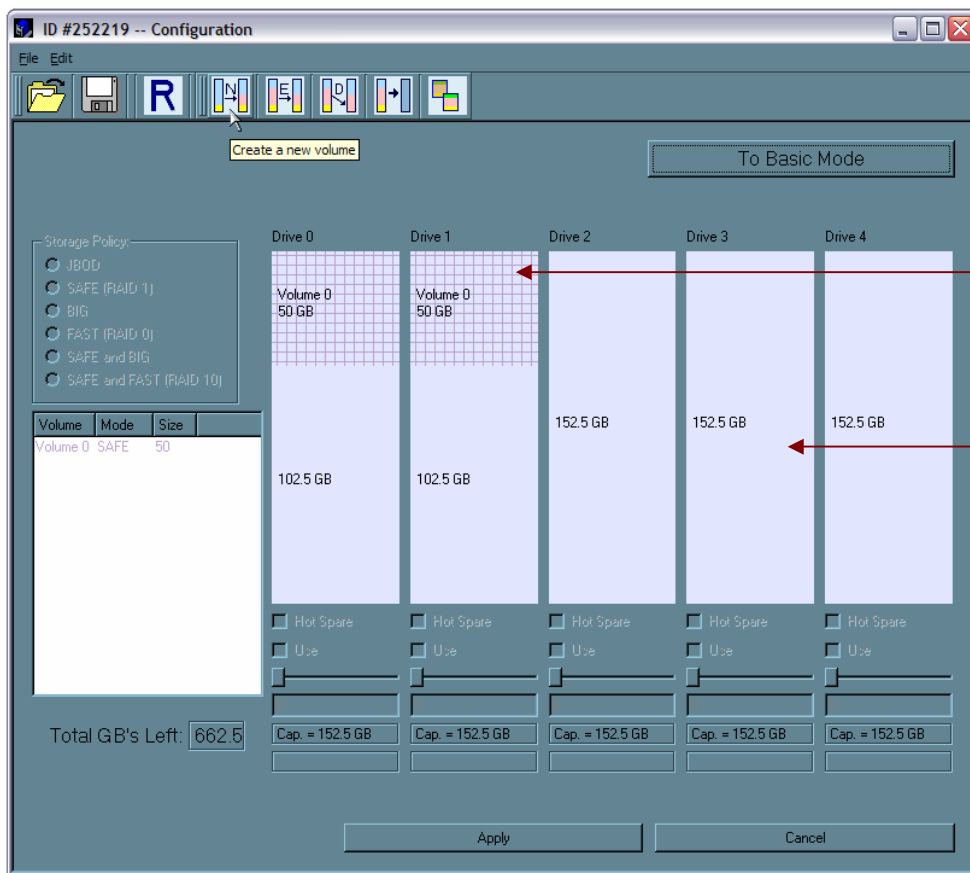 ID #252219 -- Configuration
File Edit
R N E D
Create a new volume
To Basic Mode
Storage Policy:
JBOD
SAFE (RAID 1)
BIG
FAST (RAID 0)
SAFE and BIG
SAFE and FAST (RAID 10)
Volume Mode Size
Volume 0 SAFE 50
Total GB's Left: 662.5
Drive 0 Drive 1 Drive 2 Drive 3 Drive 4
Volume 0 Volume 0
50 GB 50 GB
152.5 GB 152.5 GB 152.5 GB
102.5 GB 102.5 GB
Hot Spare Hot Spare Hot Spare Hot Spare Hot Spare
Use Use Use Use Use
Cap. = 152.5 GB Cap. = 152.5 GB Cap. = 152.5 GB Cap. = 152.5 GB Cap. = 152.5 GB
Apply Cancel